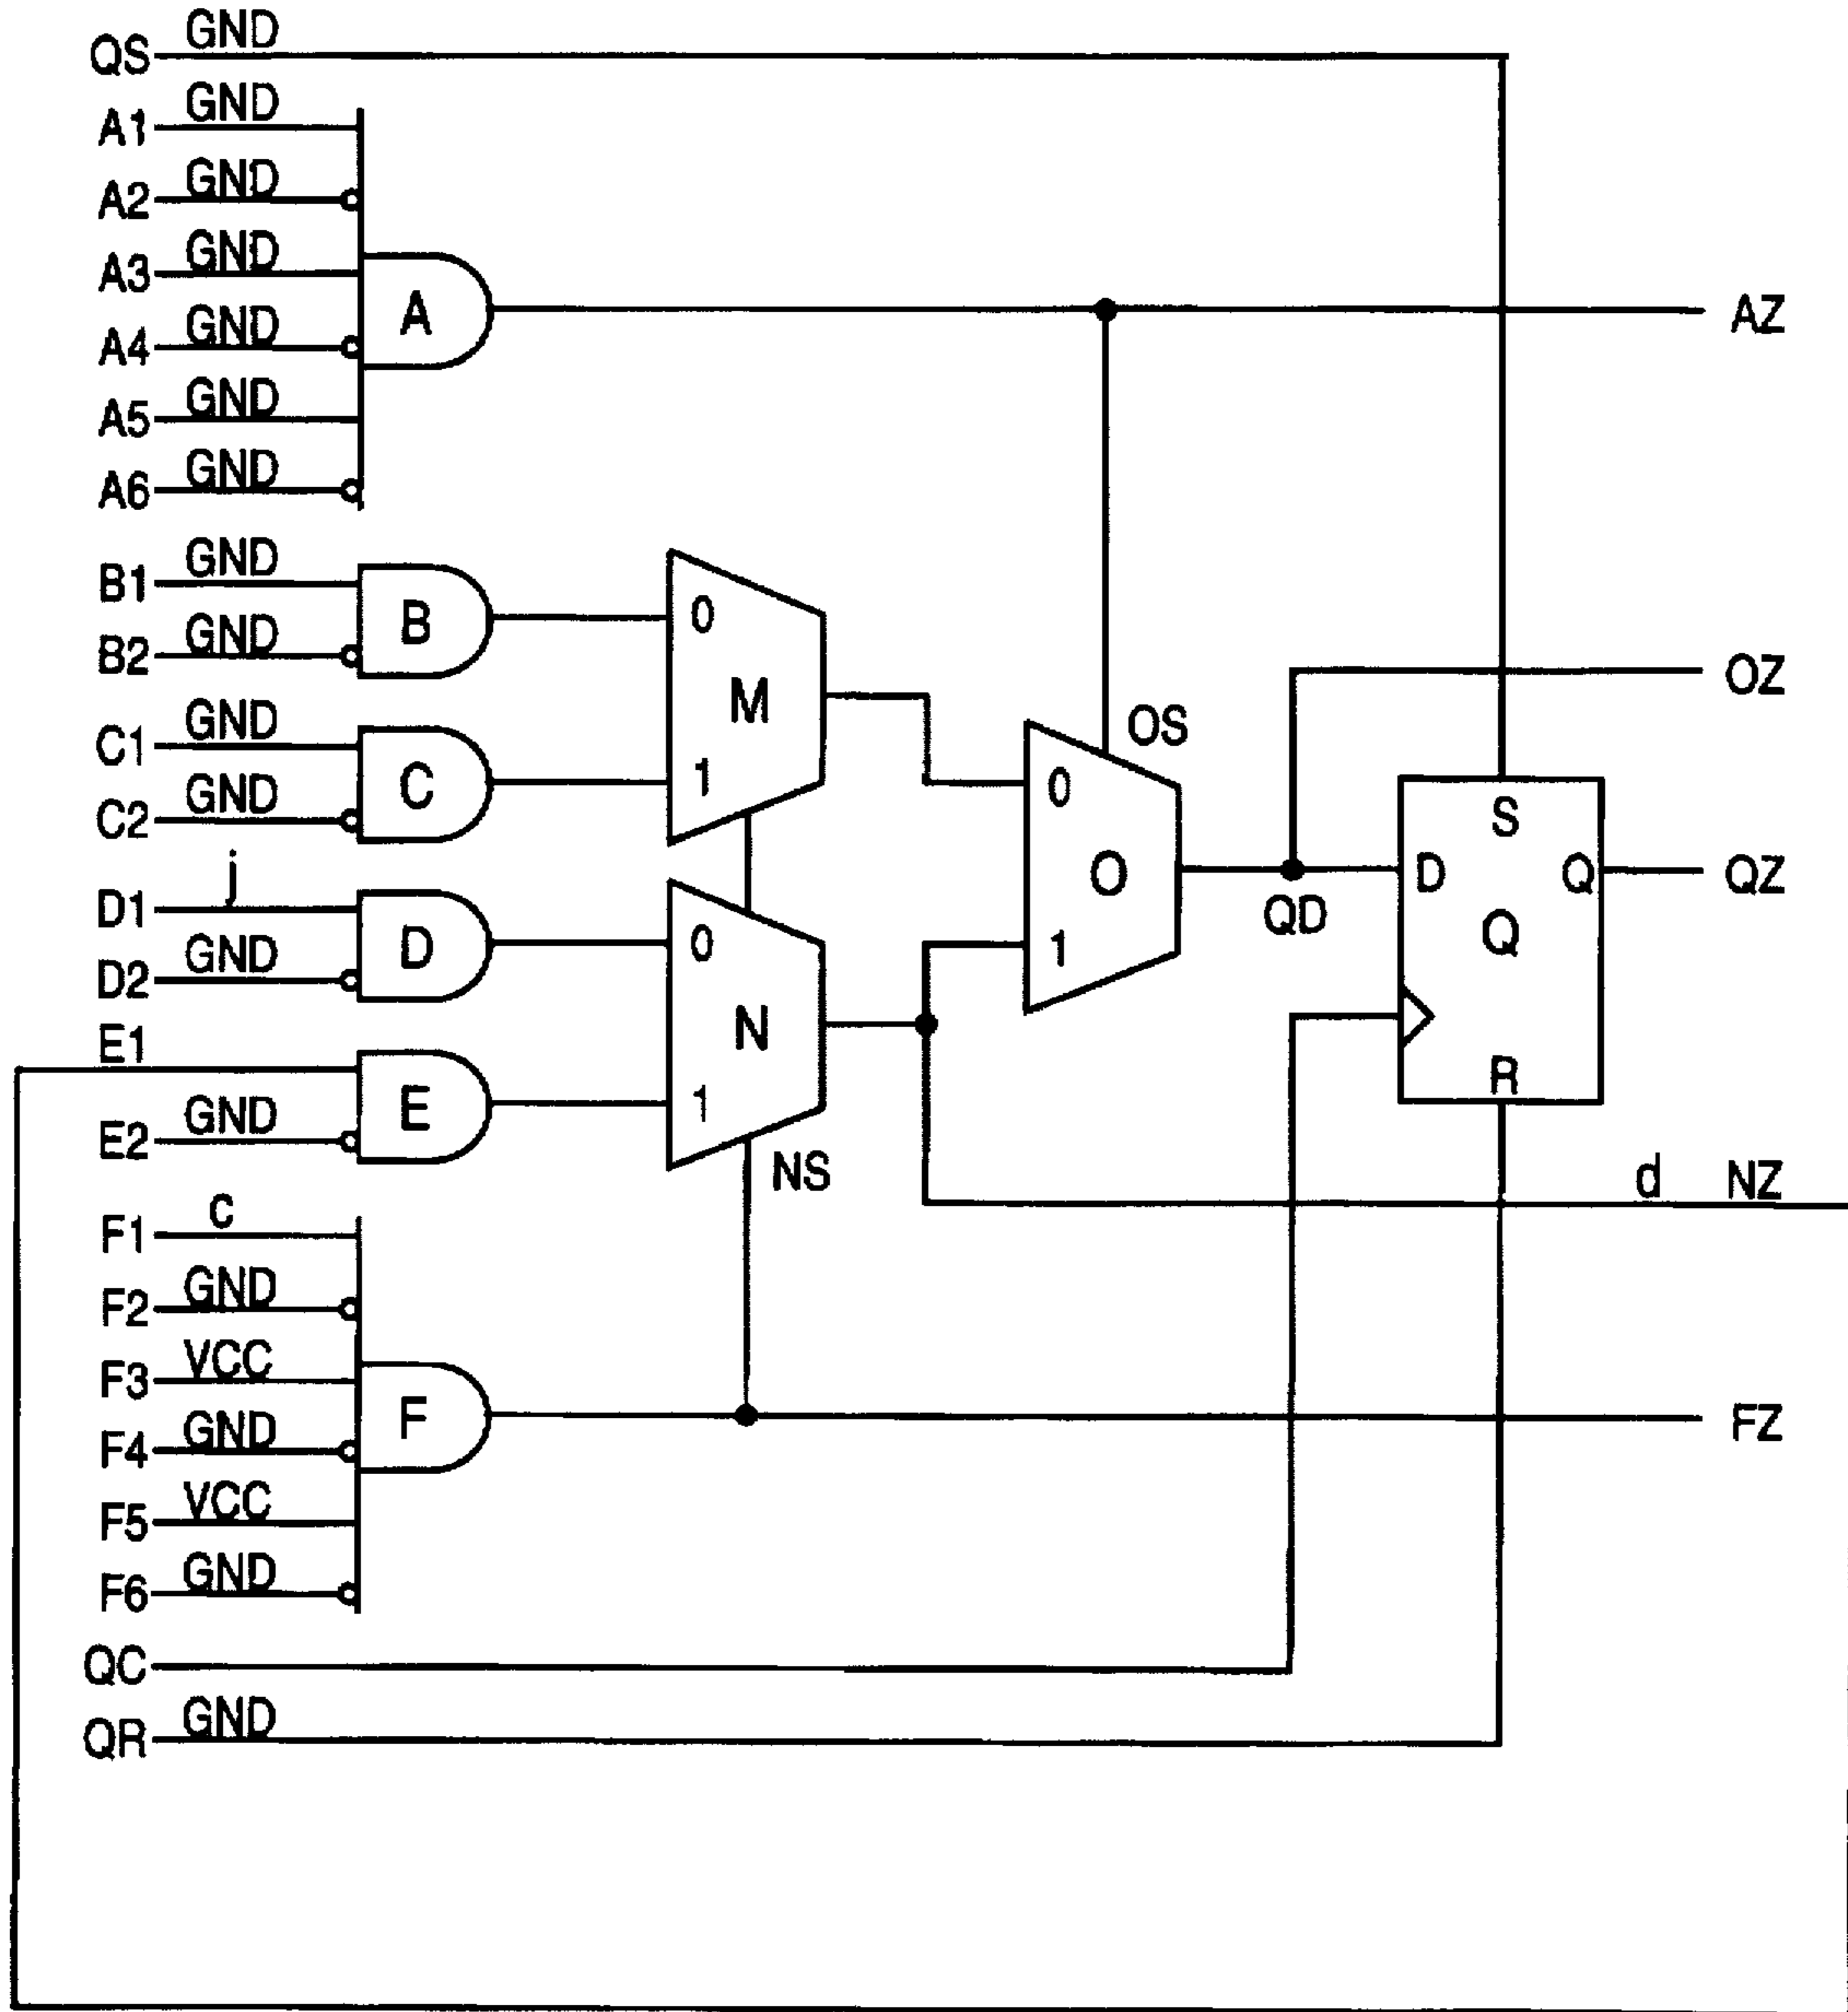 QS GND
A1 GND
A2 GND
A3 GND
A
AZ
A4 GND
A5 GND
A6 GND
B1 GND
B
0
B2 GND
M
OZ
C1 GND
OS
C
1
0
C2 GND
S
j
O
D
Q
QZ
D1
D
0
QD
Q
D2 GND
1
N
E1
R
E
1
E2 GND
NS
d NZ
F1 c
F2 GND
F3 VCC
F
FZ
F4 GND
F5 VCC
F6 GND
QC
QR GND